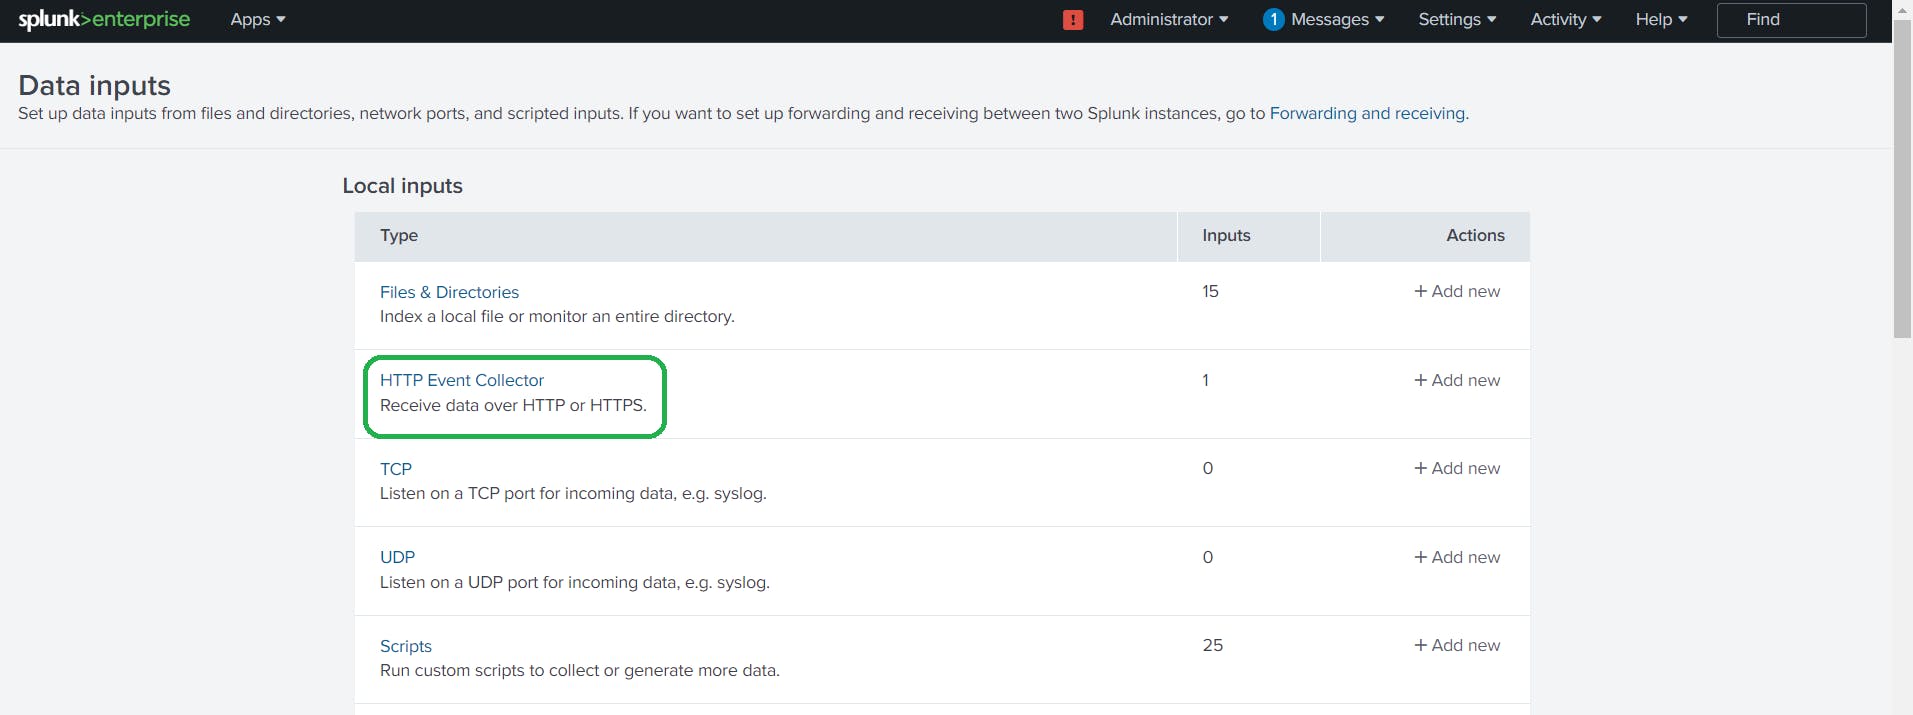 splunk>enterprise Apps ! Administrator 1 Messages Settings Activity Help Find
Data inputs
Set up data inputs from files and directories, network ports, and scripted inputs. If you want to set up forwarding and receiving between two Splunk instances, go to Forwarding and receiving.
Local inputs
Type Inputs Actions
Files & Directories 15 + Add new
Index a local file or monitor an entire directory.
HTTP Event Collector 1 + Add new
Receive data over HTTP or HTTPS.
TCP 0 + Add new
Listen on a TCP port for incoming data, e.g. syslog.
UDP 0 + Add new
Listen on a UDP port for incoming data, e.g. syslog.
Scripts 25 + Add new
Run custom scripts to collect or generate more data.